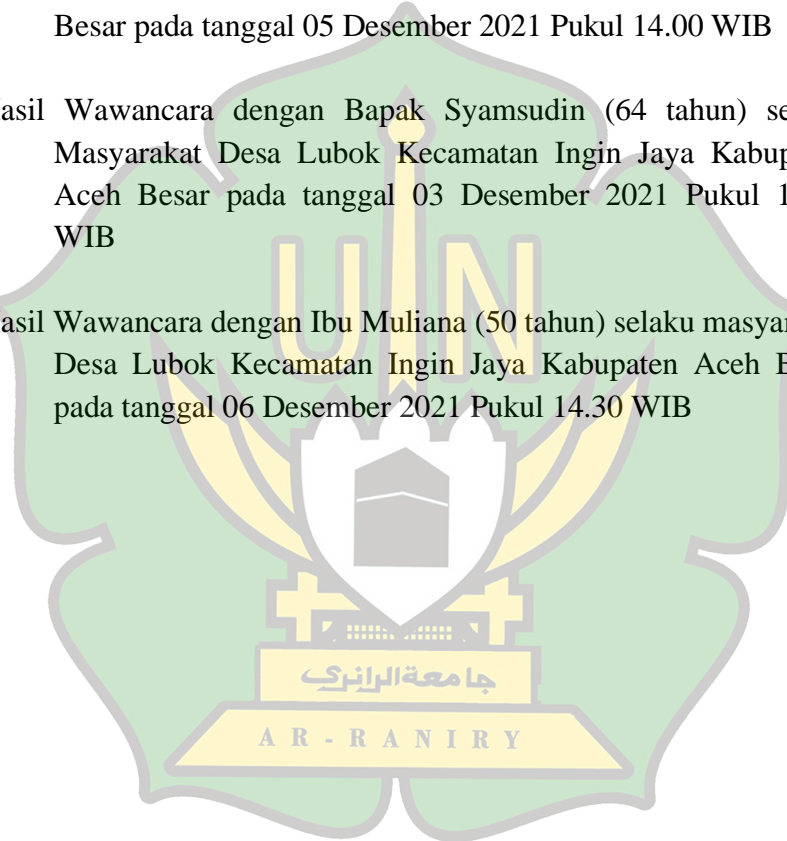 Besar pada tanggal 05 Desember 2021 Pukul 14.00 WIB
asil Wawancara dengan Bapak Syamsudin (64 tahun) se
Masyarakat Desa Lubok Kecamatan Ingin Jaya Kabup
Aceh Besar pada tanggal 03 Desember 2021 Pukul 1
WIB
asil Wawancara dengan Ibu Muliana (50 tahun) selaku masyar
Desa Lubok Kecamatan Ingin Jaya Kabupaten Aceh B
pada tanggal 06 Desember 2021 Pukul 14.30 WIB
UIN
جامعةالرانري
AR-RANIRY